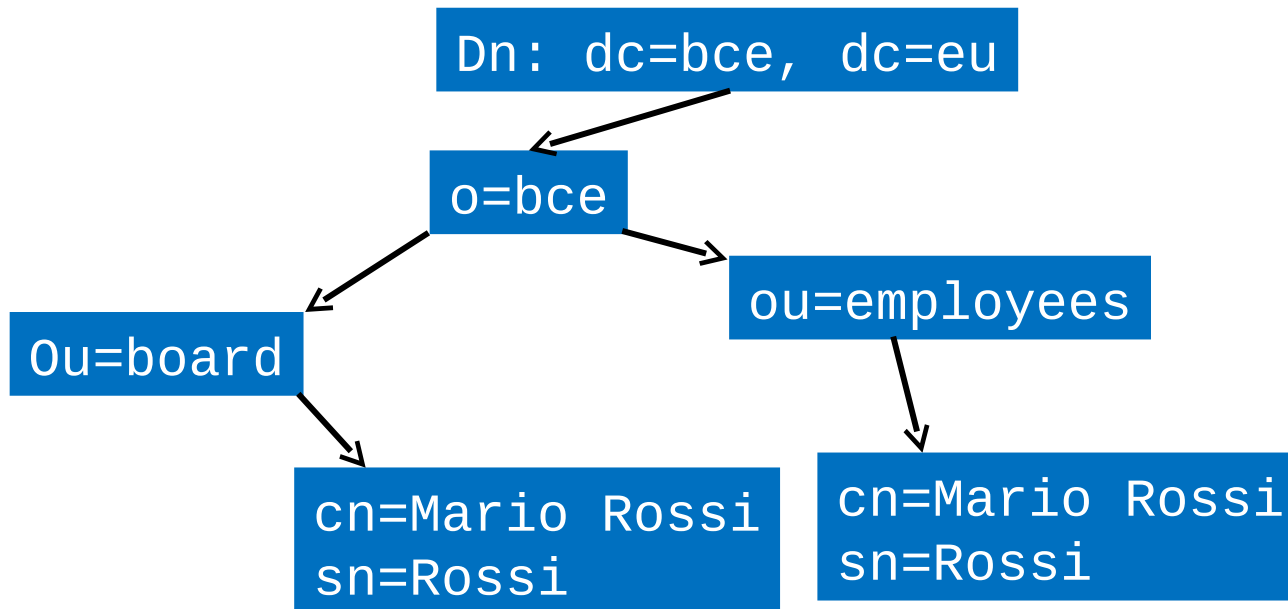 Dn: dc=bce, dc=eu
o=bce
ou=employees
Ou=board
cn=Mario Rossi
sn=Rossi
cn=Mario Rossi
sn=Rossi